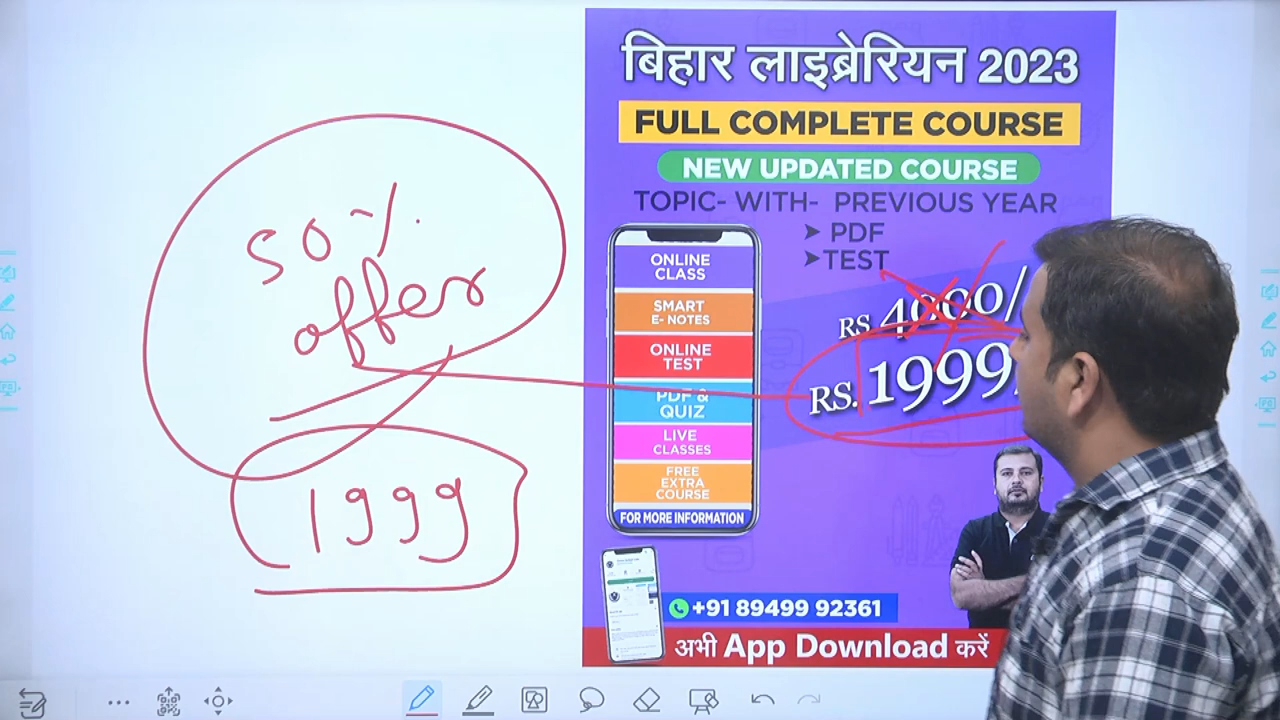 50%
offer
1999
बिहार लाइब्रेरियन 2023
FULL COMPLETE COURSE
NEW UPDATED COURSE
TOPIC- WITH- PREVIOUS YEAR
➤ PDF
➤ TEST
RS 4000/
RS. 1999
ONLINE
CLASS
SMART
E- NOTES
ONLINE
TEST
PDF &
QUIZ
LIVE
CLASSES
FREE
EXTRA
COURSE
FOR MORE INFORMATION
+91 89499 92361
अभी App Download करें